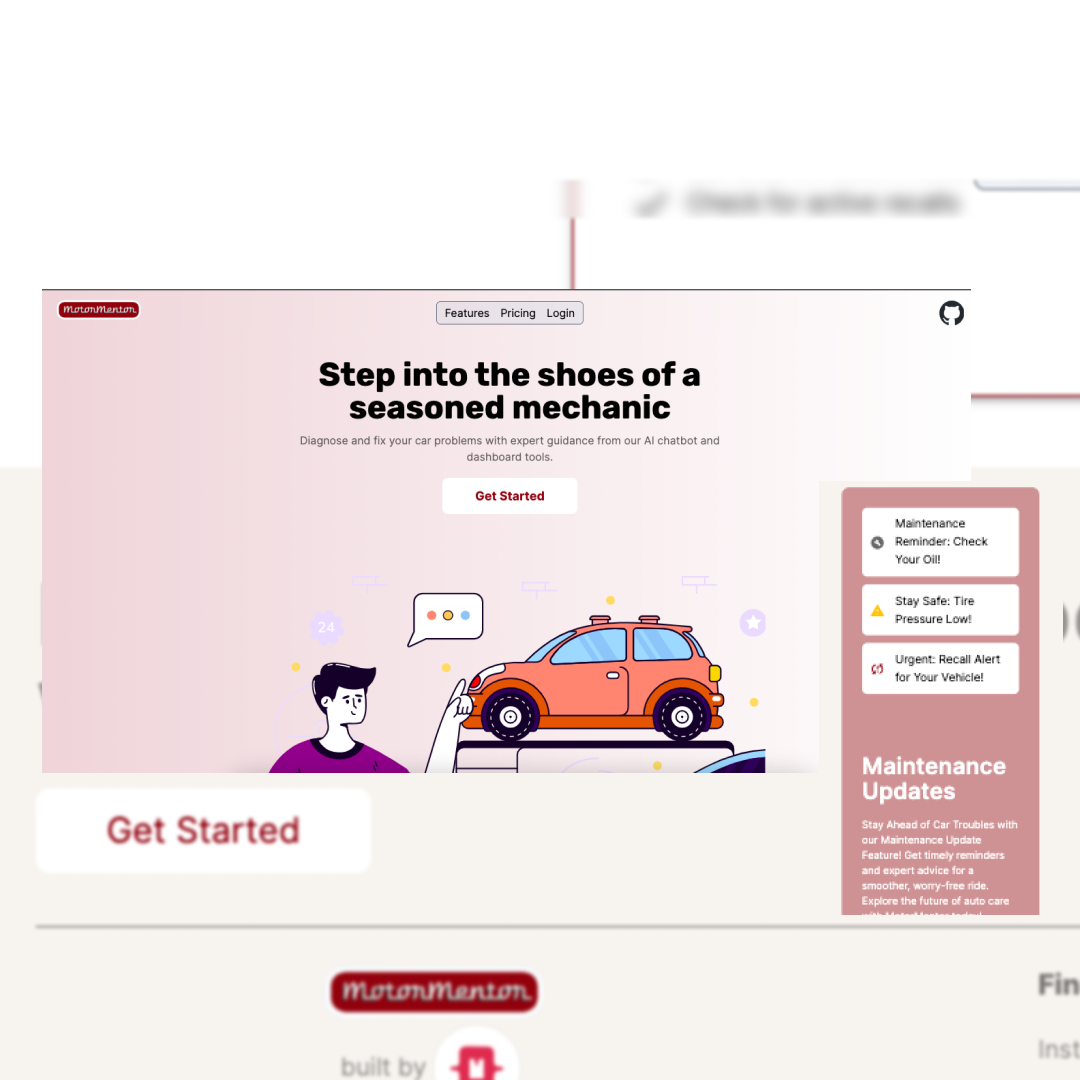 Check for active recalls.
MotorMentor
Features Pricing Login
Step into the shoes of a
seasoned mechanic
Diagnose and fix your car problems with expert guidance from our AI chatbot and
dashboard tools.
Get Started
24
Maintenance
Reminder: Check
Your Oil!
Stay Safe: Tire
Pressure Low!
Urgent: Recall Alert
for Your Vehicle!
Maintenance
Updates
Stay Ahead of Car Troubles with
our Maintenance Update
Feature! Get timely reminders
and expert advice for a
smoother, worry-free ride.
Explore the future of auto care
with MotorMentor today!
Get Started
MotorMentor
Fin
built by
Inst